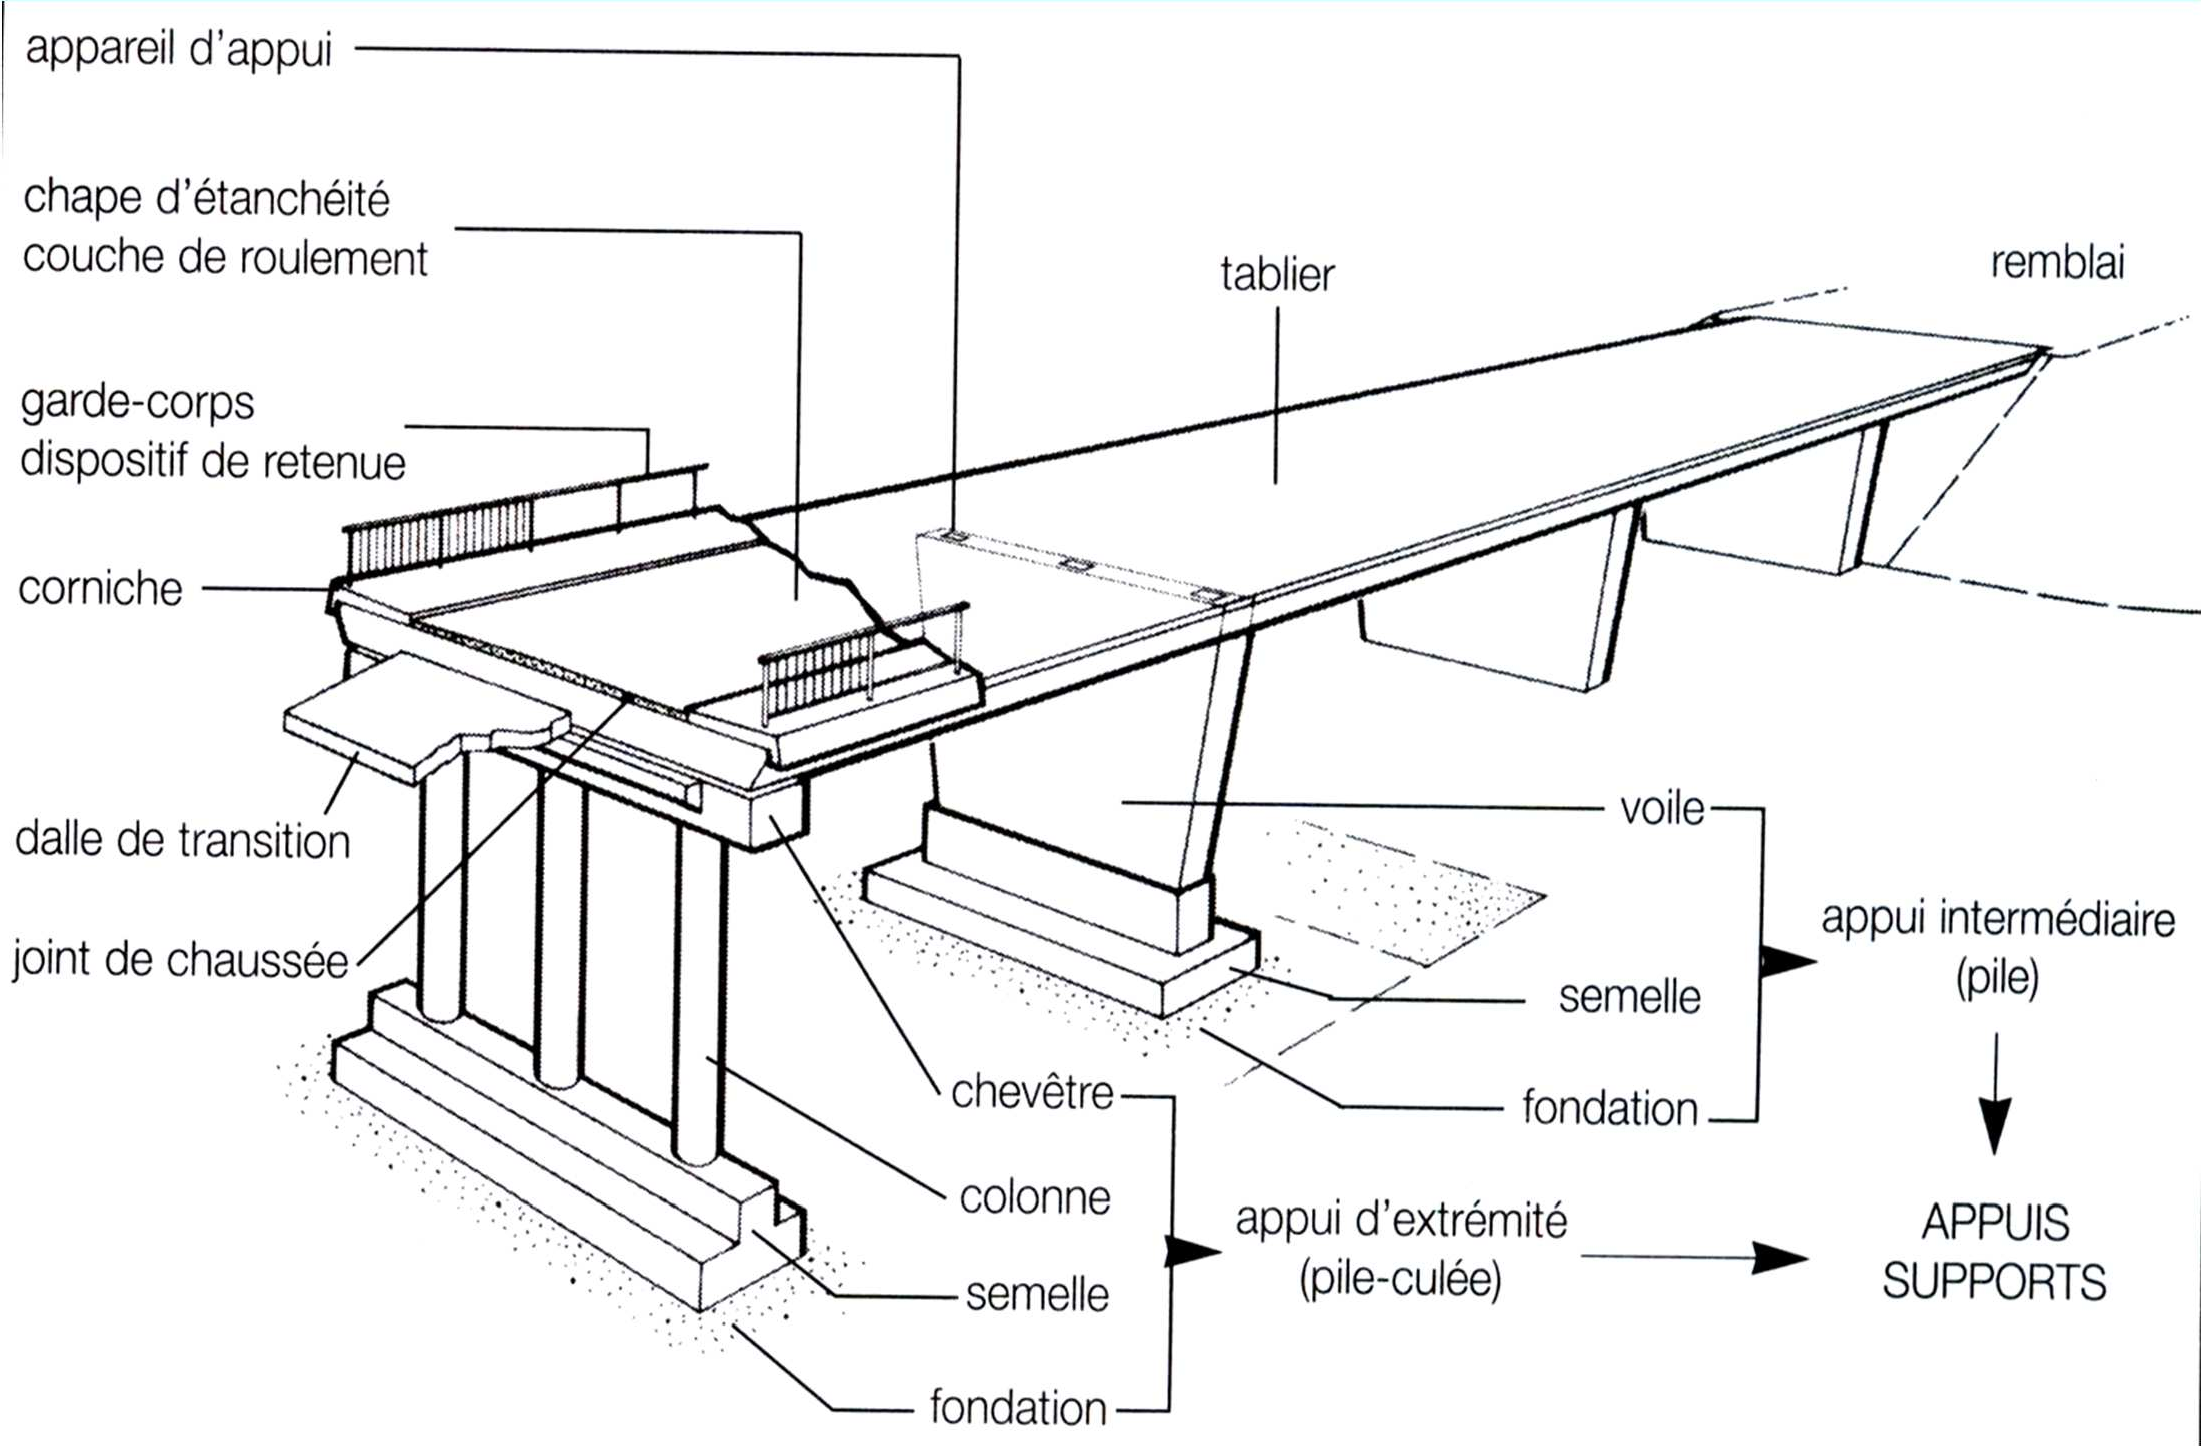 appareil d'appui
chape d'étanchéité
couche de roulement
tablier
remblai
garde-corps
dispositif de retenue
corniche
dalle de transition
joint de chaussée
voile
appui intermédiaire
(pile)
semelle
fondation
chevêtre
colonne
semelle
fondation
appui d'extrémité
(pile-culée)
APPUIS
SUPPORTS